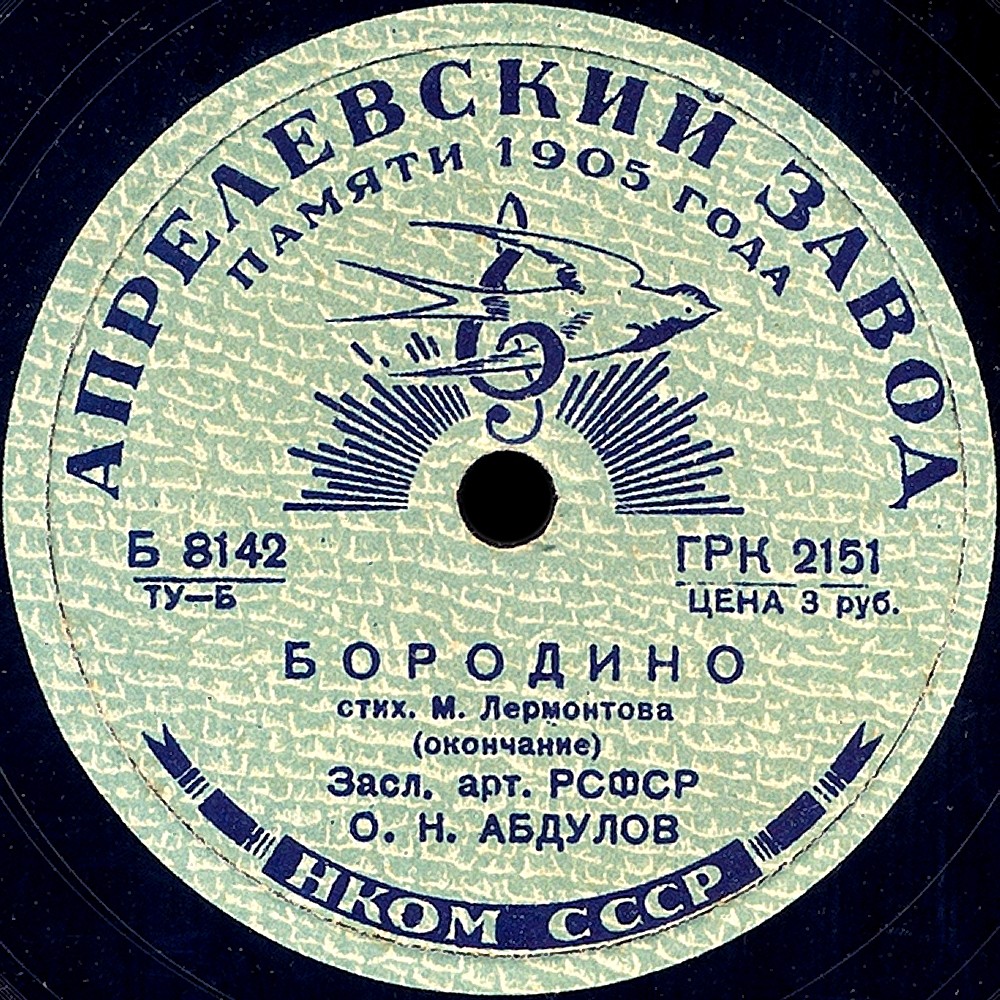 АПРЕЛЕВСКИЙ ЗАВОД
ПАМЯТИ 1905 ГОДА
Б 8142
ТУ—Б
ГРК 2151
ЦЕНА 3 руб.
БОРОДИНО
стих. М. Лермонтова
(окончание)
Засл. арт. РСФСР
О. Н. АБДУЛОВ
НКОМ СССР